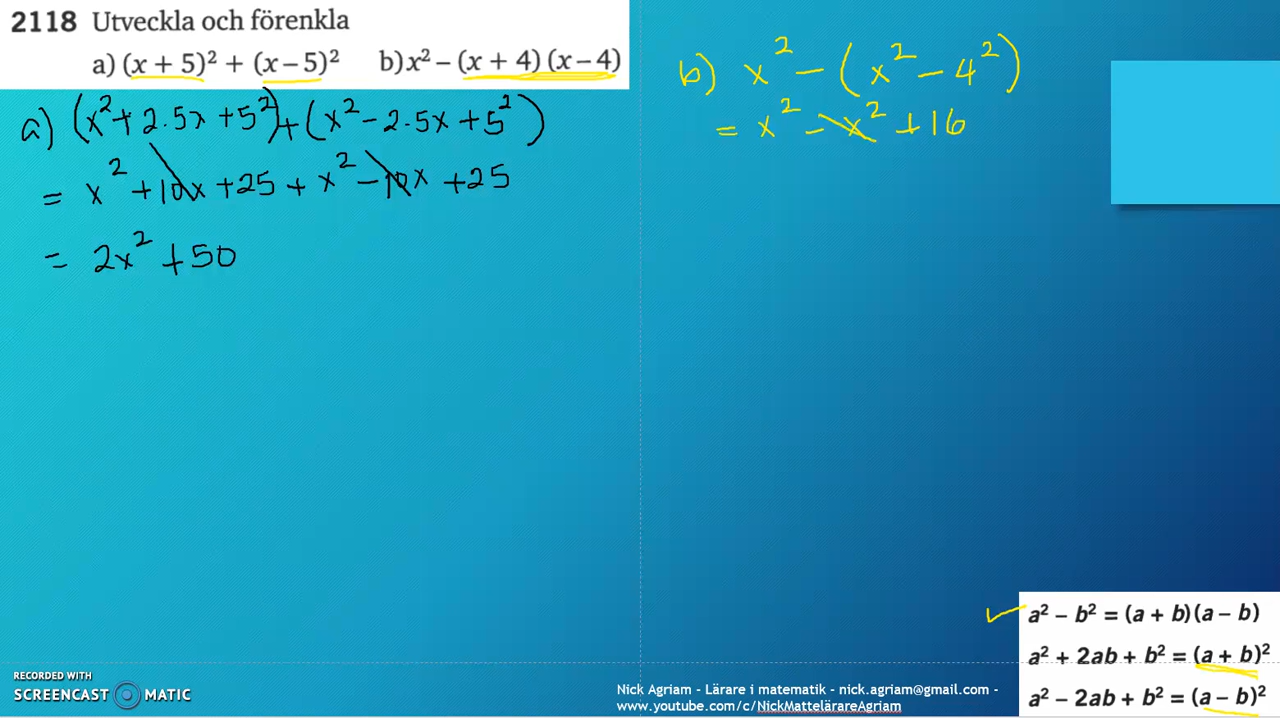 2118 Utveckla och förenkla
a) (x + 5)² + (x – 5)² b) x² – (x + 4) (x – 4)
a) (x² + 2·5x + 5²) + (x² – 2·5x + 5²)
= x² + 10x + 25 + x² – 10x + 25
= 2x² + 50
b) x² – (x² – 4²)
= x² – x² + 16
a² – b² = (a + b)(a – b)
a² + 2ab + b² = (a + b)²
a² – 2ab + b² = (a – b)²
RECORDED WITH
SCREENCAST MATIC
Nick Agriam - Lärare i matematik - nick.agriam@gmail.com -
www.youtube.com/c/NickMattelärareAgriam